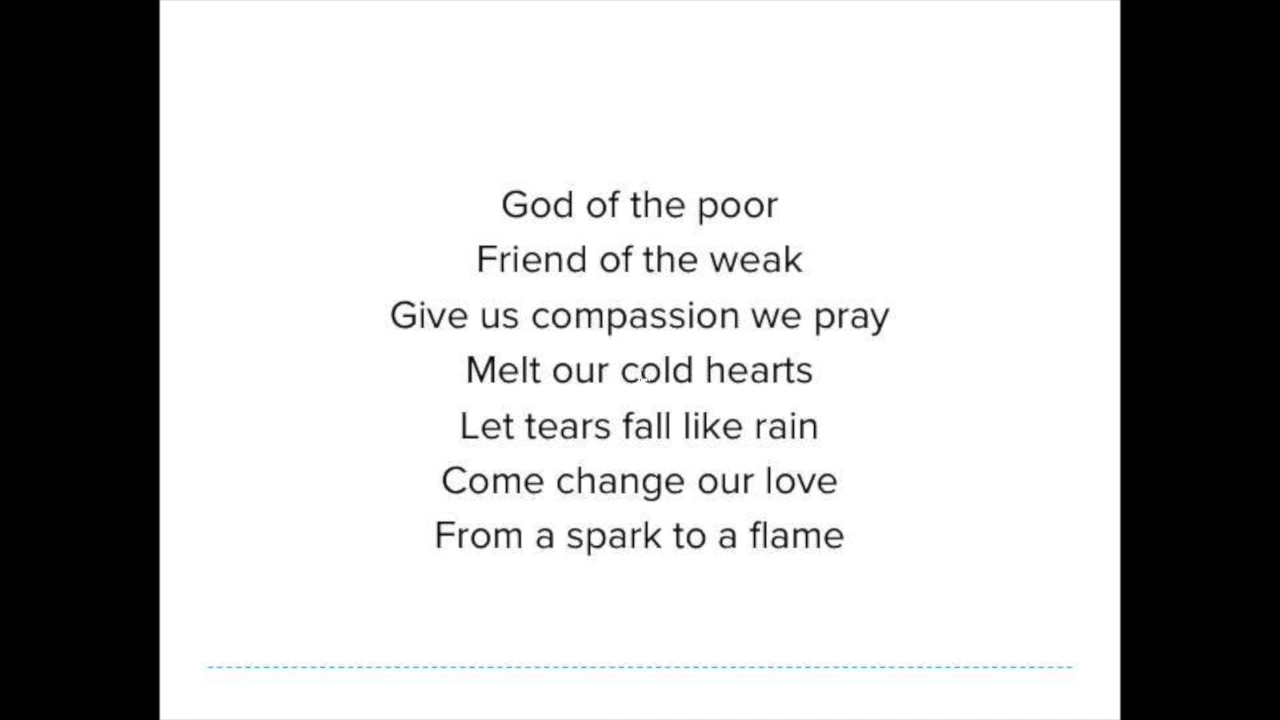 God of the poor
Friend of the weak
Give us compassion we pray
Melt our cold hearts
Let tears fall like rain
Come change our love
From a spark to a flame